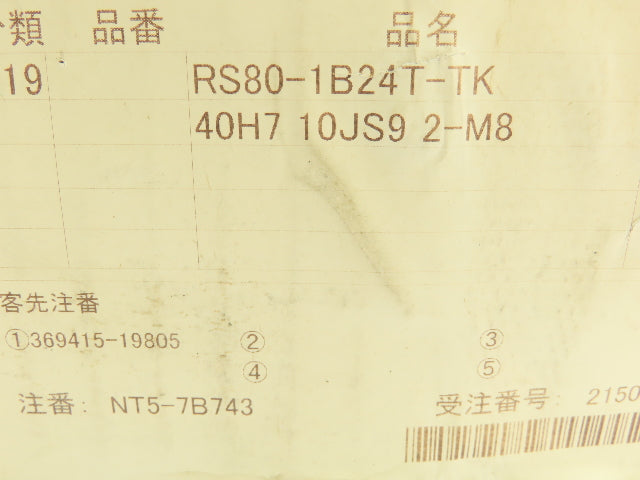 類 品番 品名
19 RS80-1B24T-TK
40H7 10JS9 2-M8
客先注番
①369415-19805 ② ③
④ ⑤
注番: NT5-7B743 受注番号: 2150